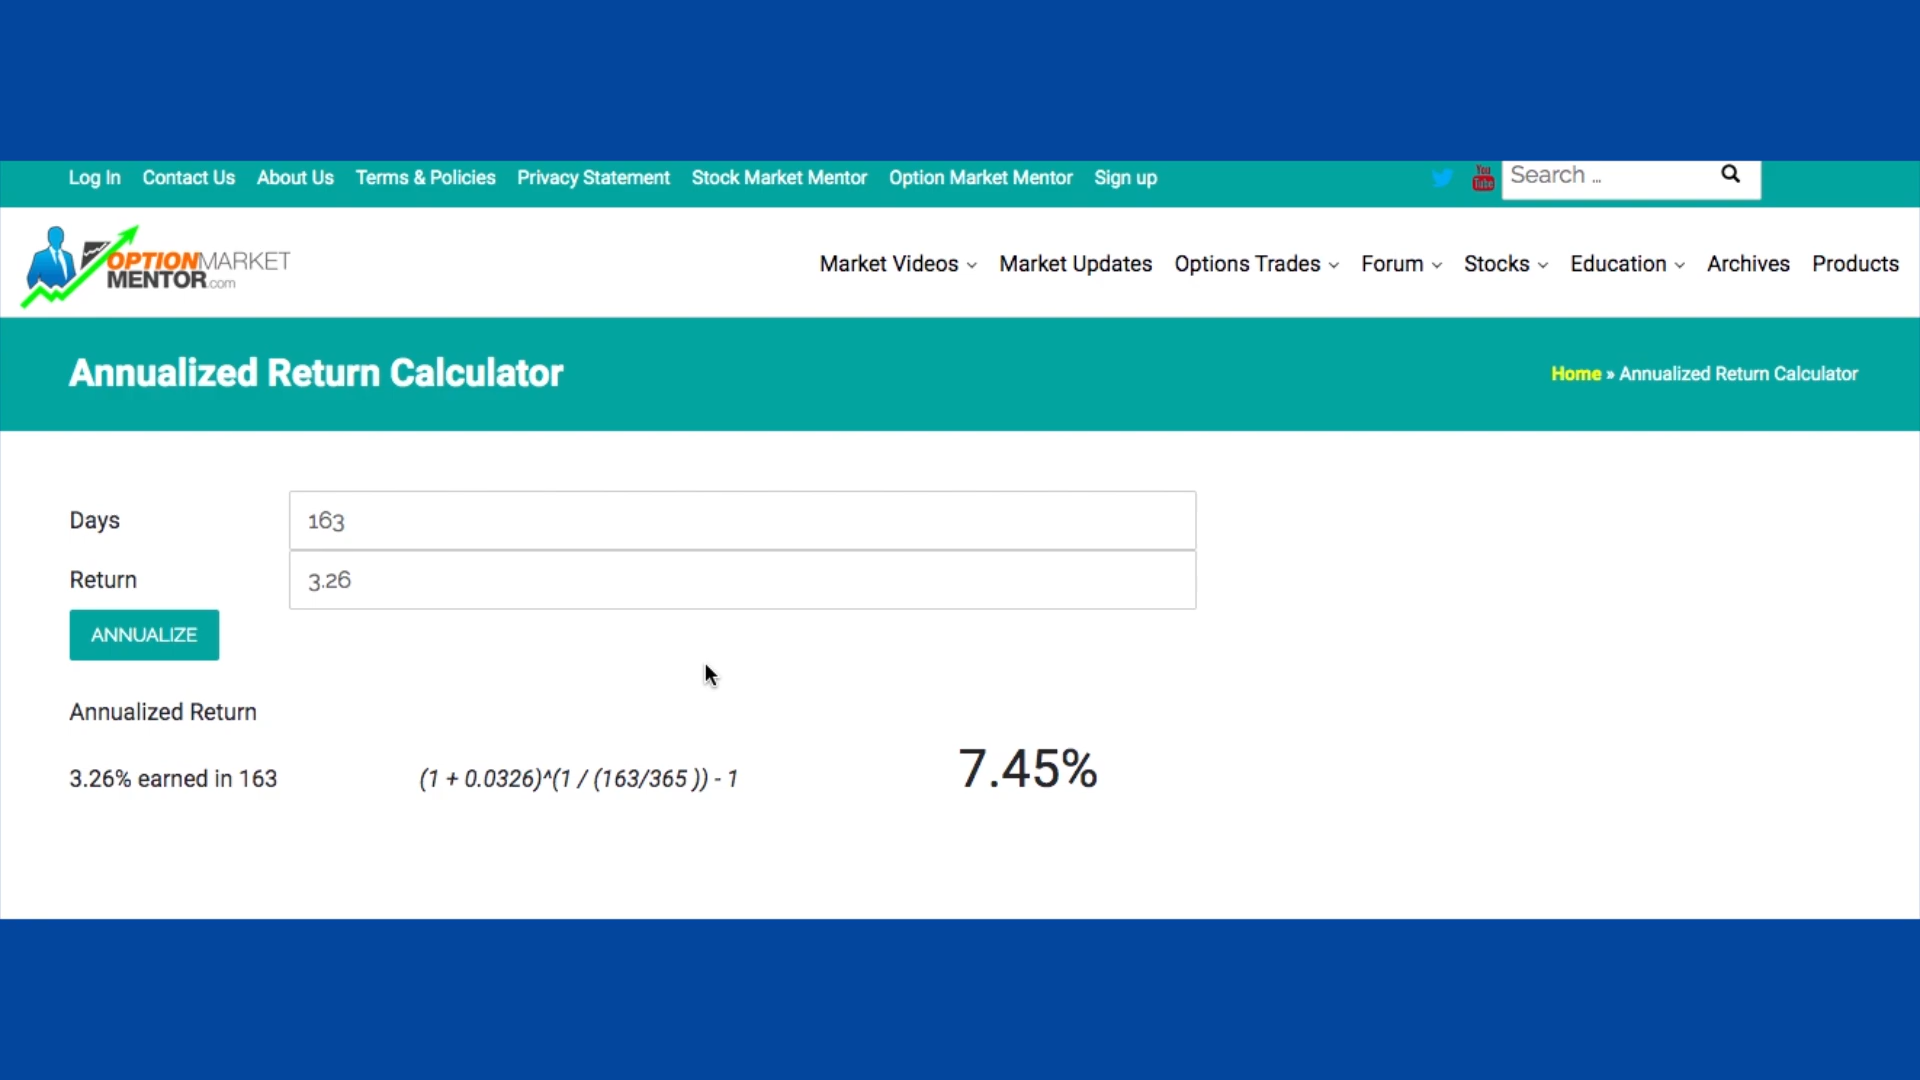 Log In Contact Us About Us Terms & Policies Privacy Statement Stock Market Mentor Option Market Mentor Sign up You Tube Search ...
OPTIONMARKET
MENTOR.com
Market Videos Market Updates Options Trades Forum Stocks Education Archives Products
Annualized Return Calculator Home » Annualized Return Calculator
Days 163
Return 3.26
ANNUALIZE
Annualized Return
3.26% earned in 163 (1 + 0.0326)^(1 / (163/365 )) - 1 7.45%